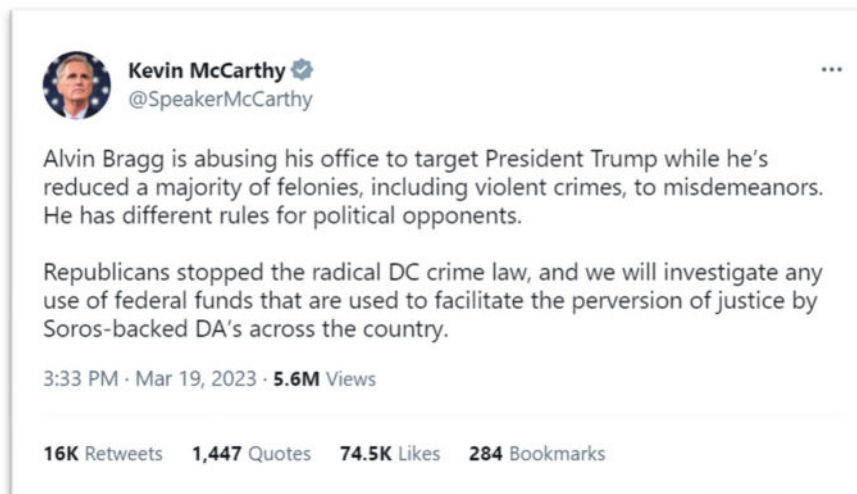 Kevin McCarthy
@SpeakerMcCarthy
Alvin Bragg is abusing his office to target President Trump while he's
reduced a majority of felonies, including violent crimes, to misdemeanors.
He has different rules for political opponents.
Republicans stopped the radical DC crime law, and we will investigate any
use of federal funds that are used to facilitate the perversion of justice by
Soros-backed DA's across the country.
3:33 PM · Mar 19, 2023 · 5.6M Views
16K Retweets 1,447 Quotes 74.5K Likes 284 Bookmarks